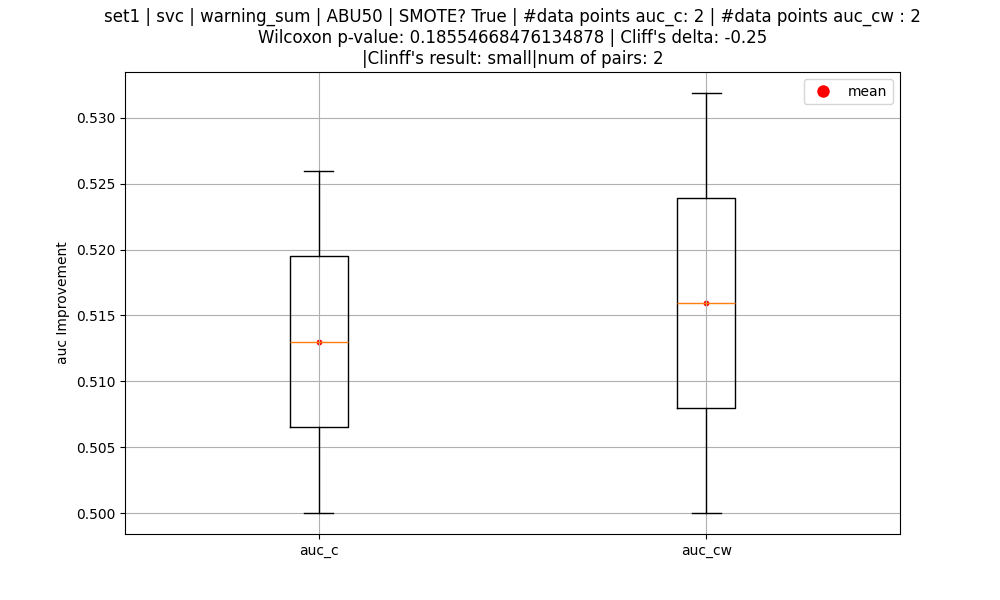 set1 | svc | warning_sum | ABU50 | SMOTE? True | #data points auc_c: 2 | #data points auc_cw : 2
Wilcoxon p-value: 0.18554668476134878 | Cliff's delta: -0.25
|Clinff's result: small|num of pairs: 2
mean
0.530
0.525
0.520
0.515
0.510
0.505
0.500
auc Improvement
auc_c
auc_cw